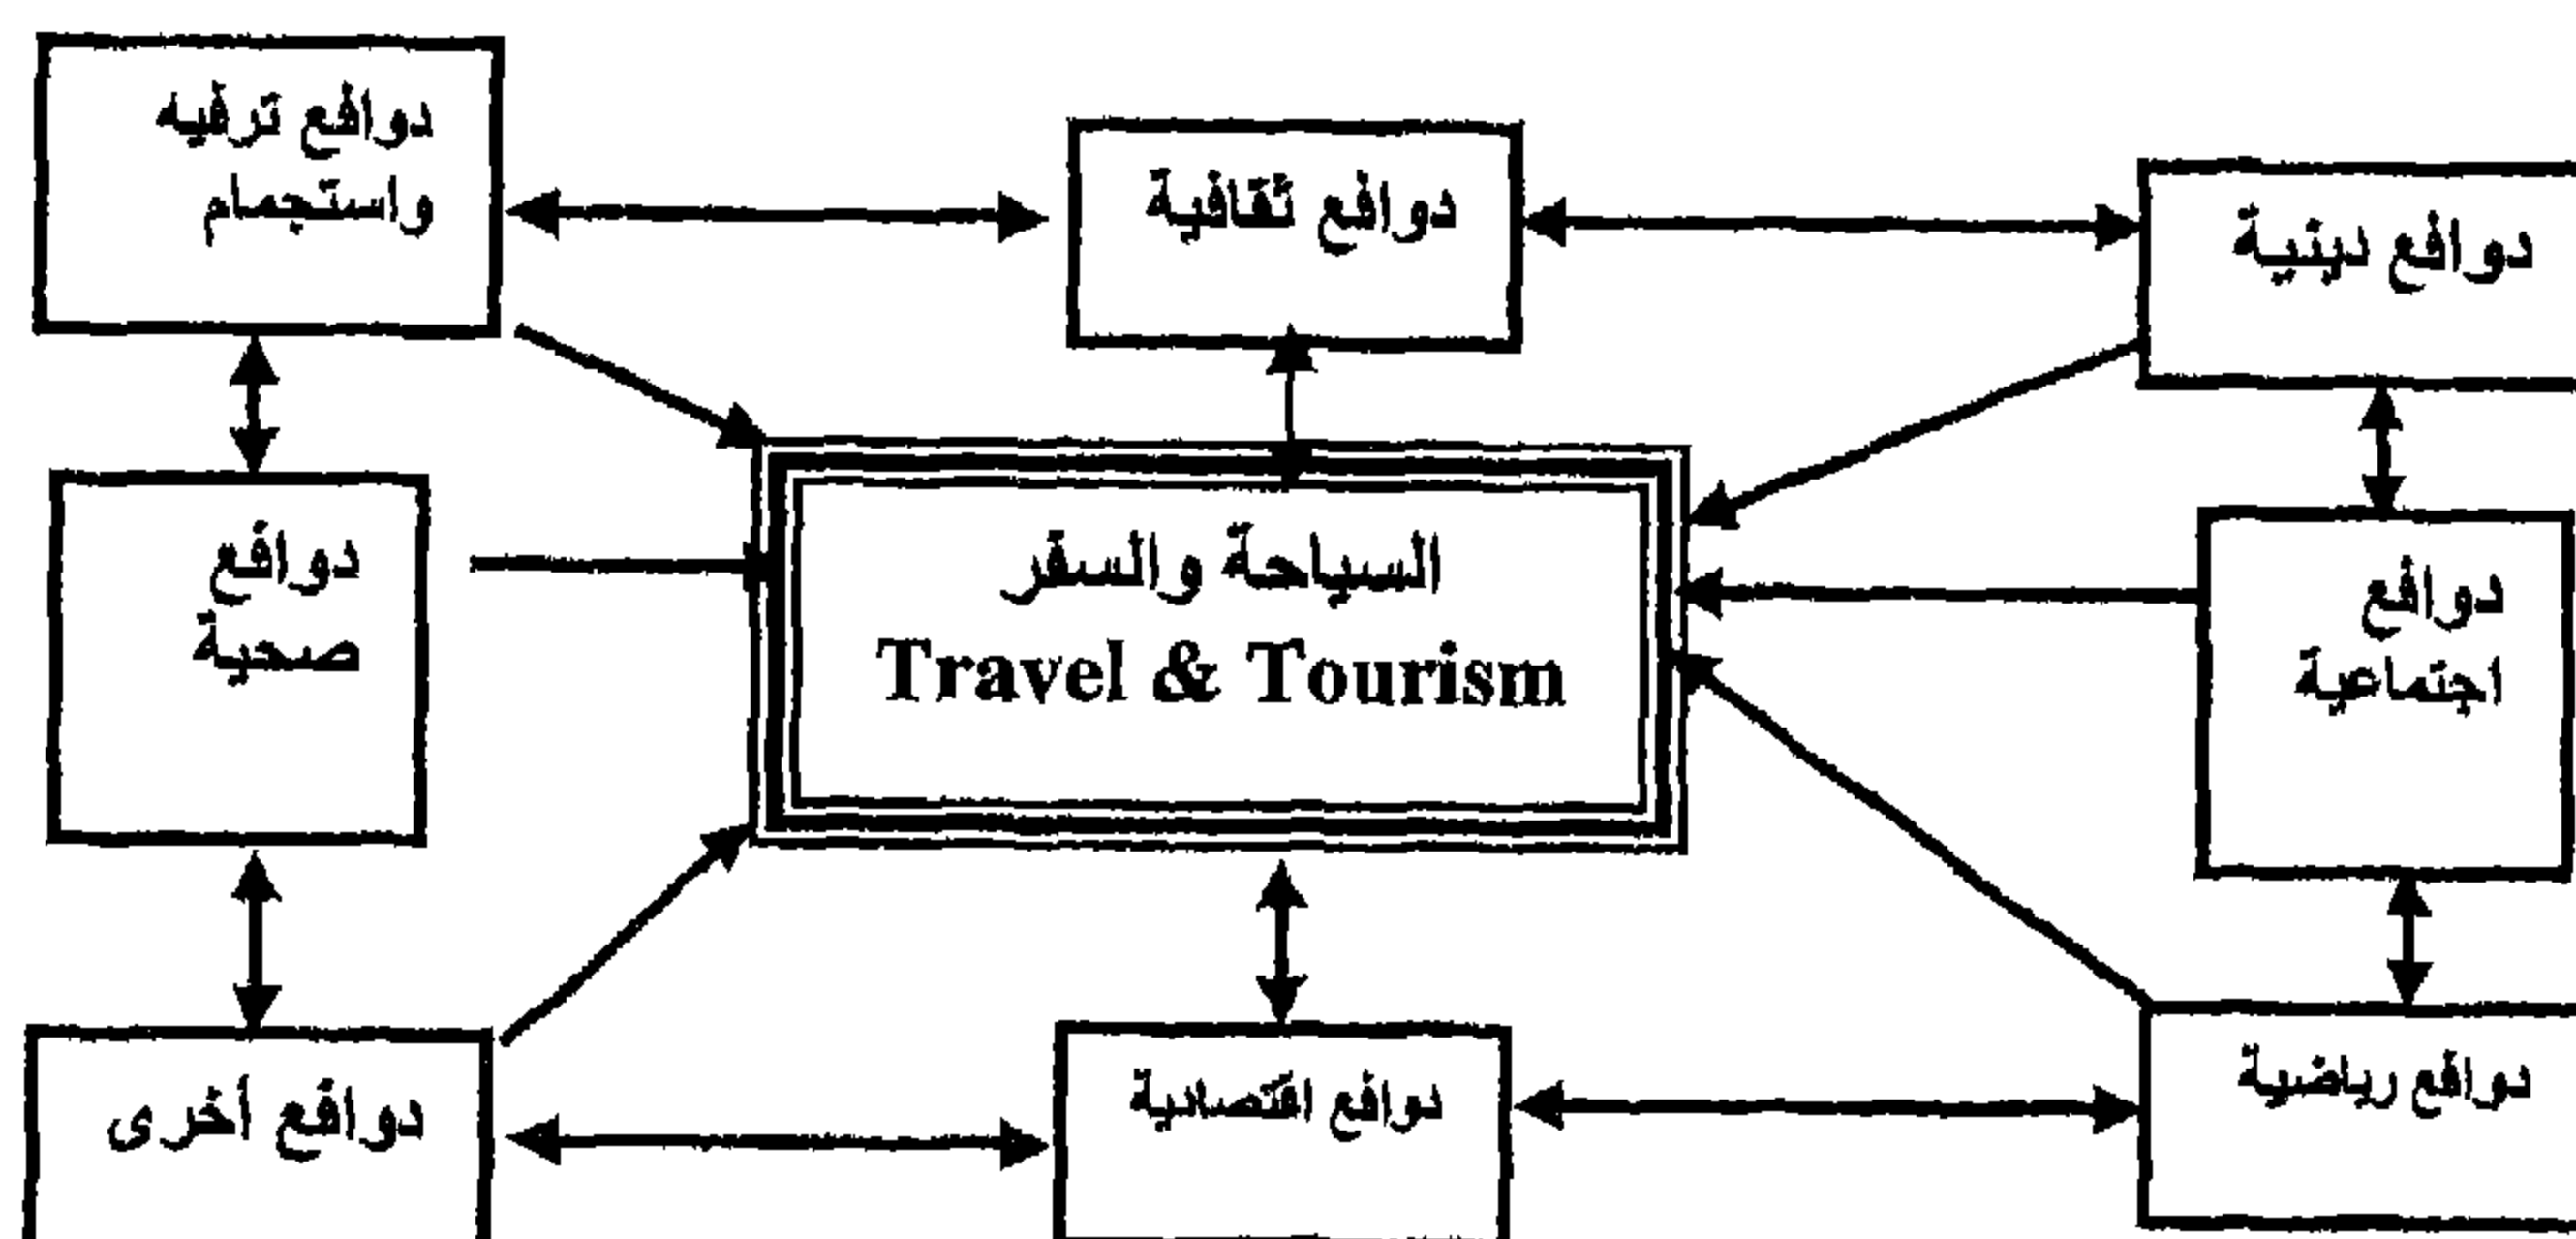 دوافع دينية
دوافع ثقافية
دوافع ترفيه
واستجمام
دوافع
اجتماعية
السياحة والسفر
Travel & Tourism
دوافع
صحية
دوافع رياضية
دوافع اقتصادية
دوافع أخرى